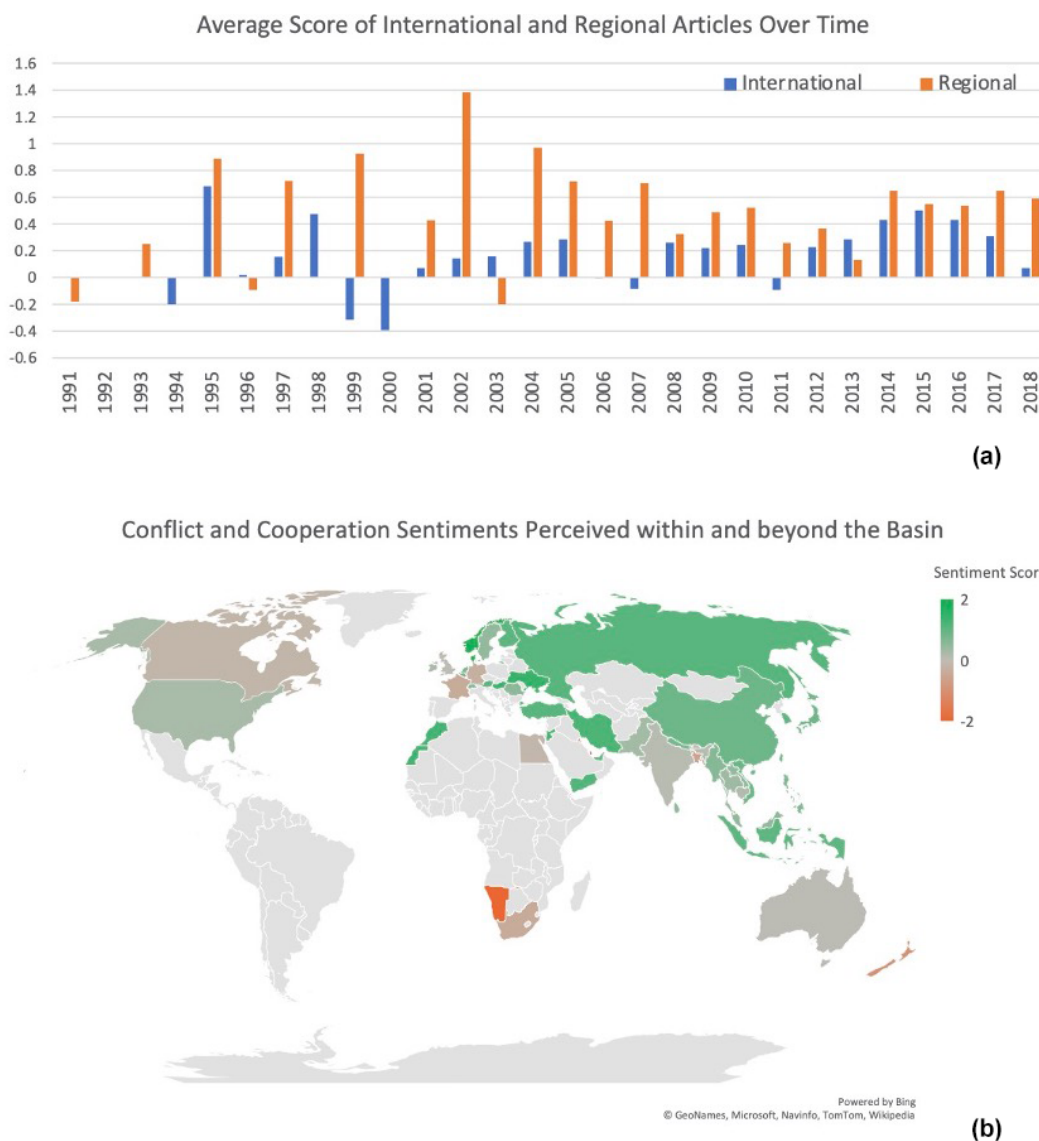 Average Score of International and Regional Articles Over Time
International Regional
1.6
1.4
1.2
1
0.8
0.6
0.4
0.2
0
-0.2
-0.4
-0.6
1991 1992 1993 1994 1995 1996 1997 1998 1999 2000 2001 2002 2003 2004 2005 2006 2007 2008 2009 2010 2011 2012 2013 2014 2015 2016 2017 2018
(a)
Conflict and Cooperation Sentiments Perceived within and beyond the Basin
Sentiment Score
2
0
-2
Powered by Bing
© GeoNames, Microsoft, Navinfo, TomTom, Wikipedia
(b)